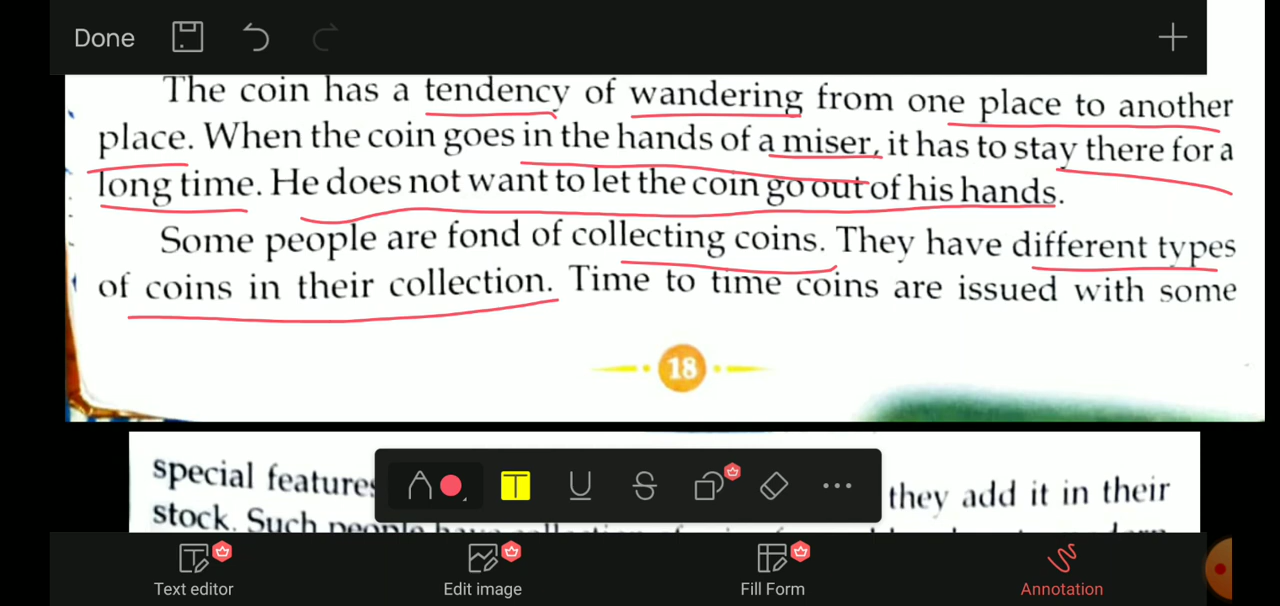 Done
The coin has a tendency of wandering from one place to another
place. When the coin goes in the hands of a miser, it has to stay there for a
long time. He does not want to let the coin go out of his hands.
Some people are fond of collecting coins. They have different types
of coins in their collection. Time to time coins are issued with some
18
special features they add it in their
stock. Such people
Text editor
Edit image
Fill Form
Annotation